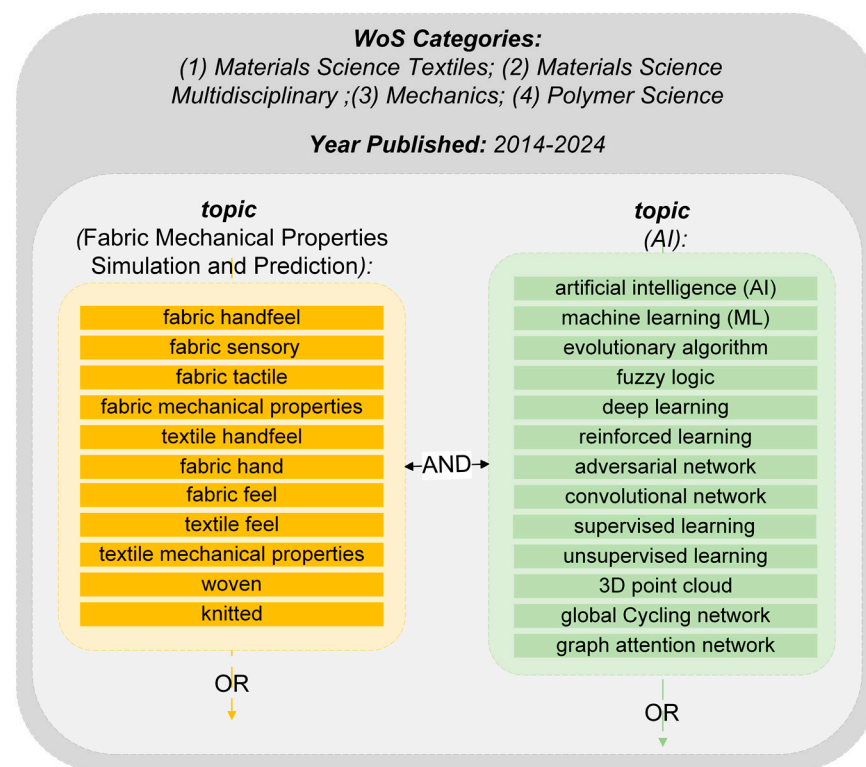 WoS Categories:
(1) Materials Science Textiles; (2) Materials Science
Multidisciplinary ;(3) Mechanics; (4) Polymer Science
Year Published: 2014-2024
topic
(Fabric Mechanical Properties
Simulation and Prediction):
fabric handfeel
fabric sensory
fabric tactile
fabric mechanical properties
textile handfeel
fabric hand
fabric feel
textile feel
textile mechanical properties
woven
knitted
OR
AND
topic
(AI):
artificial intelligence (AI)
machine learning (ML)
evolutionary algorithm
fuzzy logic
deep learning
reinforced learning
adversarial network
convolutional network
supervised learning
unsupervised learning
3D point cloud
global Cycling network
graph attention network
OR